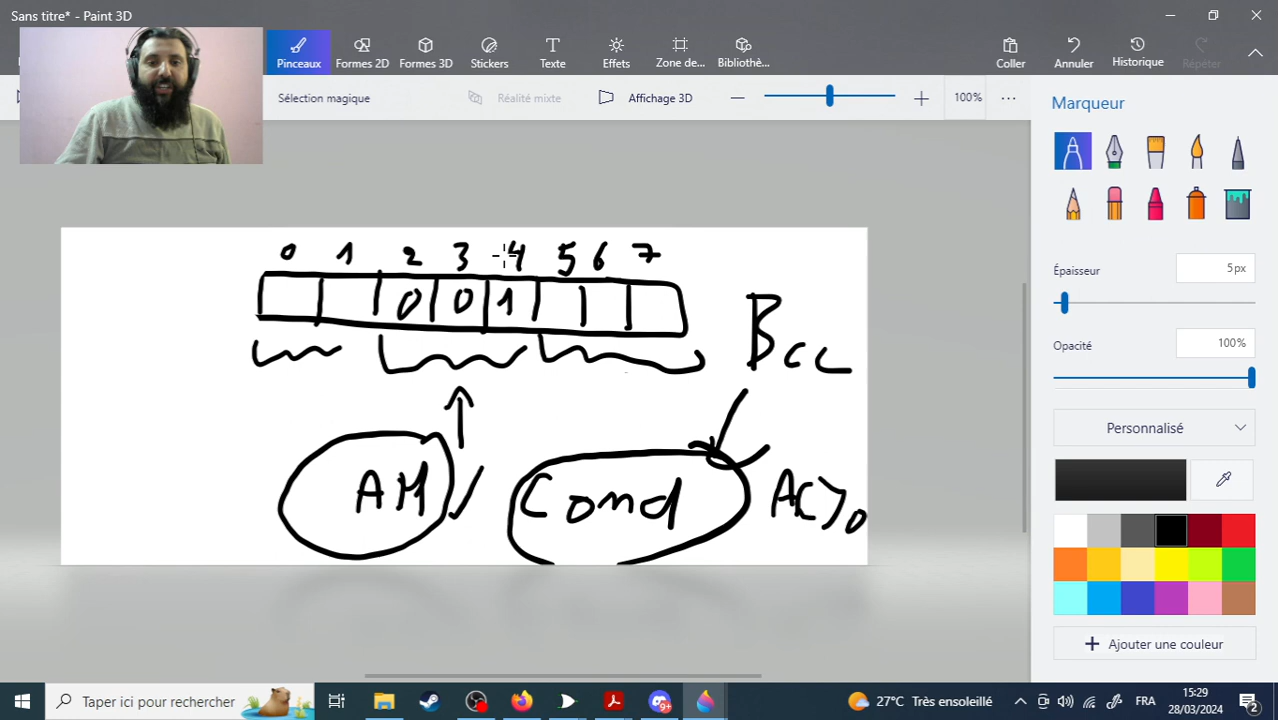 Sans titre* - Paint 3D
Pinceaux
Formes 2D
Formes 3D
Stickers
Texte
Effets
Zone de...
Bibliothè...
Coller
Annuler
Historique
Répéter
Sélection magique
Réalité mixte
Affichage 3D
100%
Marqueur
Épaisseur
5px
Opacité
100%
Personnalisé
Ajouter une couleur
0 1 2 3 4 5 6 7
0 0 1
Bcc
AM Cond AC>0
Taper ici pour rechercher
9+
27°C Très ensoleillé
FRA
15:29
28/03/2024
2